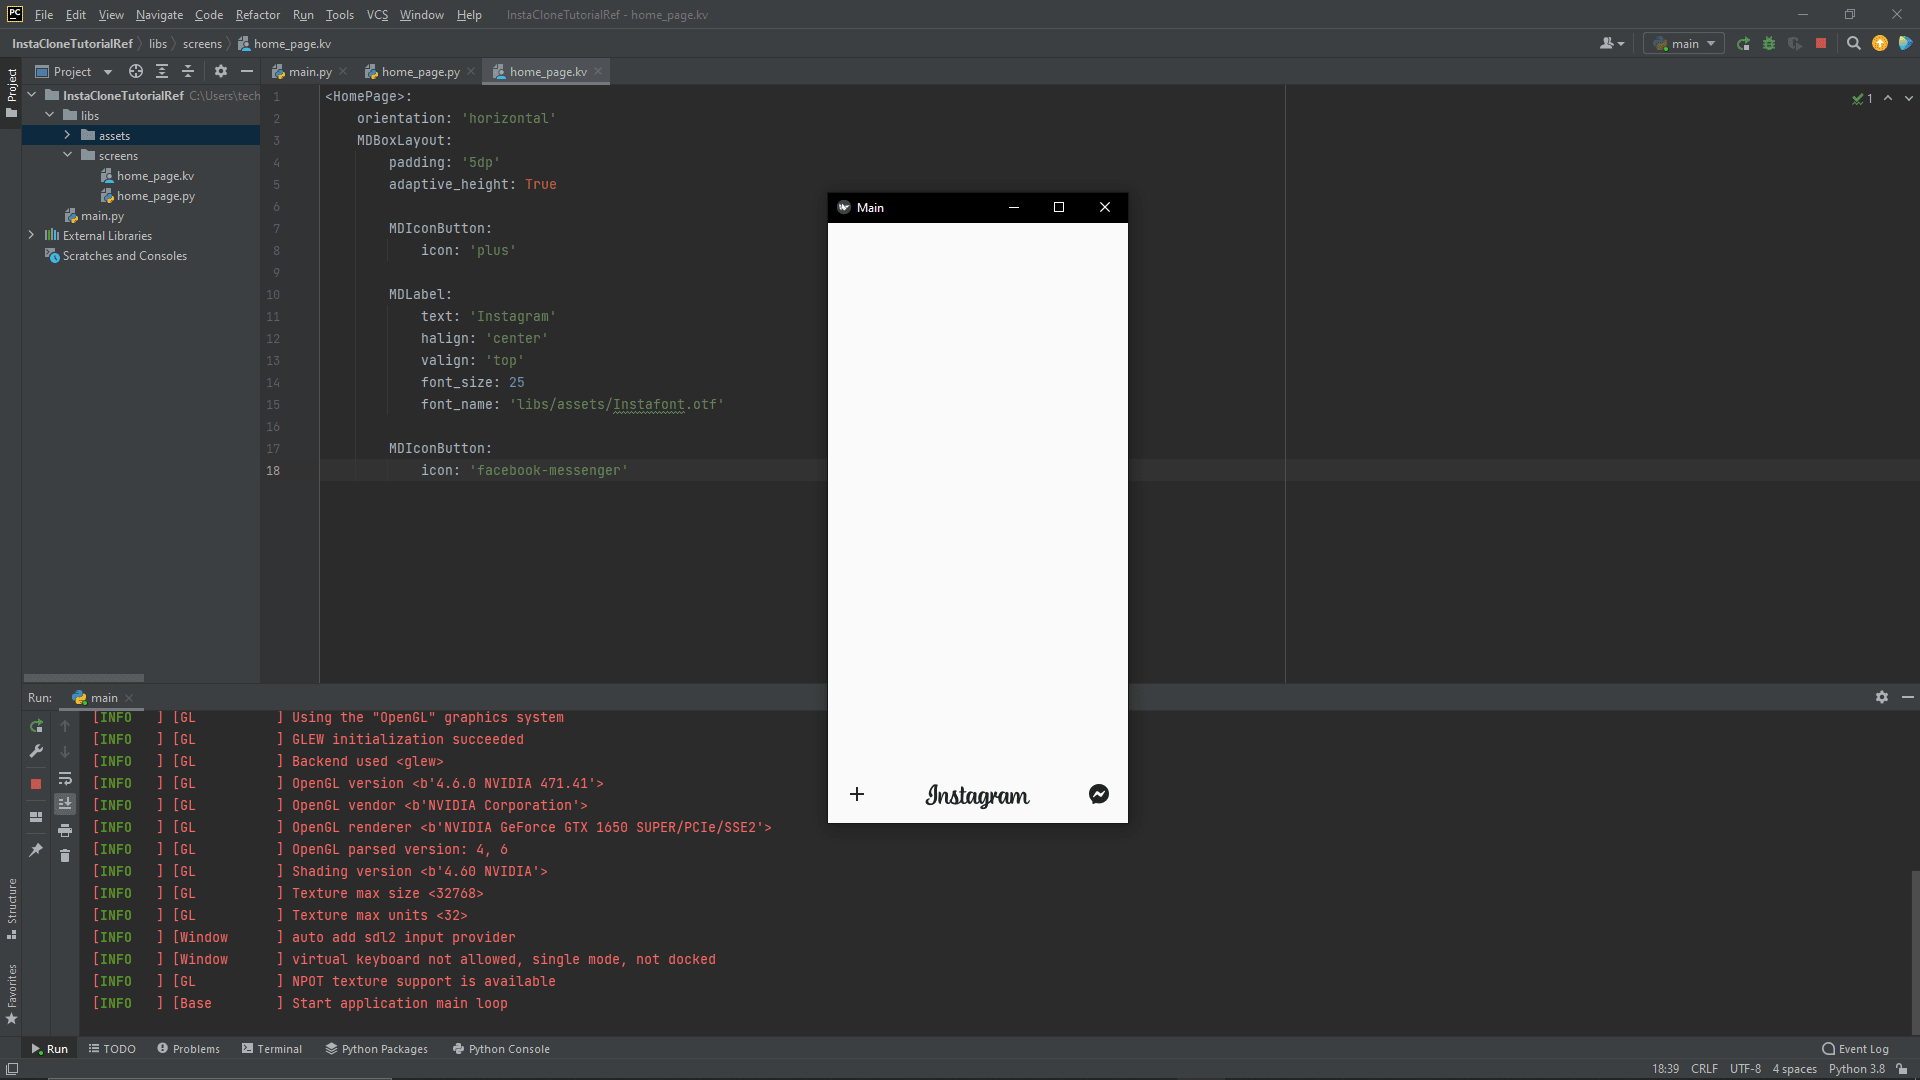 PC File Edit View Navigate Code Refactor Run Tools VCS Window Help InstaCloneTutorialRef - home_page.kv
InstaCloneTutorialRef libs screens home_page.kv main
Project Project main.py home_page.py home_page.kv
InstaCloneTutorialRef C:\Users\tech
libs
assets
screens
home_page.kv
home_page.py
main.py
External Libraries
Scratches and Consoles
1 <HomePage>:
2 orientation: 'horizontal'
3 MDBoxLayout:
4 padding: '5dp'
5 adaptive_height: True
6
7 MDIconButton:
8 icon: 'plus'
9
10 MDLabel:
11 text: 'Instagram'
12 halign: 'center'
13 valign: 'top'
14 font_size: 25
15 font_name: 'libs/assets/Instafont.otf'
16
17 MDIconButton:
18 icon: 'facebook-messenger'
1
Main
Instagram
Run: main
[INFO ] [GL ] Using the "OpenGL" graphics system
[INFO ] [GL ] GLEW initialization succeeded
[INFO ] [GL ] Backend used <glew>
[INFO ] [GL ] OpenGL version <b'4.6.0 NVIDIA 471.41'>
[INFO ] [GL ] OpenGL vendor <b'NVIDIA Corporation'>
[INFO ] [GL ] OpenGL renderer <b'NVIDIA GeForce GTX 1650 SUPER/PCIe/SSE2'>
[INFO ] [GL ] OpenGL parsed version: 4, 6
[INFO ] [GL ] Shading version <b'4.60 NVIDIA'>
[INFO ] [GL ] Texture max size <32768>
[INFO ] [GL ] Texture max units <32>
[INFO ] [Window ] auto add sdl2 input provider
[INFO ] [Window ] virtual keyboard not allowed, single mode, not docked
[INFO ] [GL ] NPOT texture support is available
[INFO ] [Base ] Start application main loop
Structure
Favorites
Run TODO Problems Terminal Python Packages Python Console Event Log
18:39 CRLF UTF-8 4 spaces Python 3.8